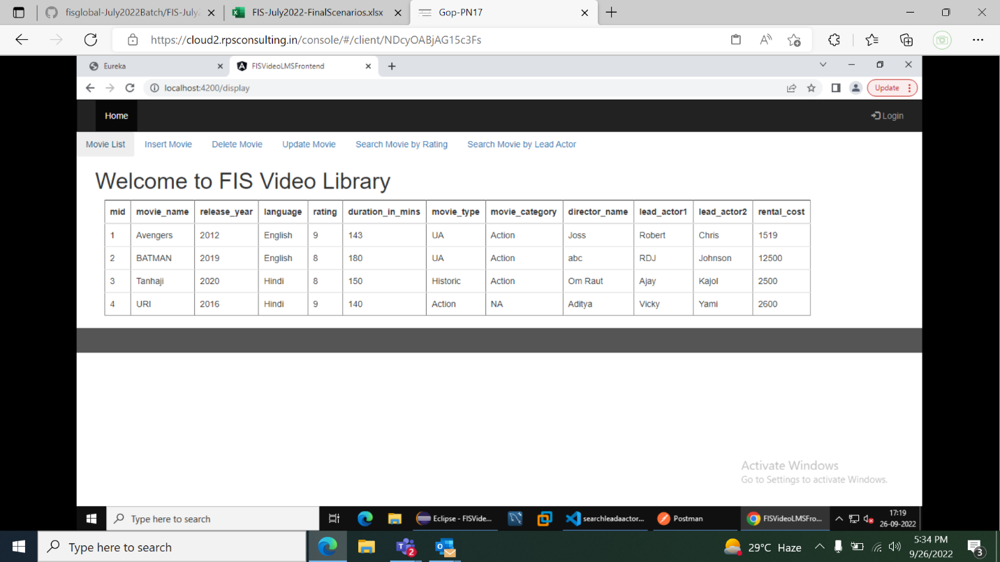 fisglobal-July2022Batch/FIS-July2 FIS-July2022-FinalScenarios.xlsx Gop-PN17
https://cloud2.rpsconsulting.in/console/#/client/NDcyOABjAG15c3Fs
Eureka FISVideoLMSFrontend
localhost:4200/display Update
Home Login
Movie List Insert Movie Delete Movie Update Movie Search Movie by Rating Search Movie by Lead Actor
Welcome to FIS Video Library
mid movie_name release_year language rating duration_in_mins movie_type movie_category director_name lead_actor1 lead_actor2 rental_cost
1 Avengers 2012 English 9 143 UA Action Joss Robert Chris 1519
2 BATMAN 2019 English 8 180 UA Action abc RDJ Johnson 12500
3 Tanhaji 2020 Hindi 8 150 Historic Action Om Raut Ajay Kajol 2500
4 URI 2016 Hindi 9 140 Action NA Aditya Vicky Yami 2600
Activate Windows
Go to Settings to activate Windows.
Type here to search Eclipse - FISVide... searchleadaactor... Postman FISVideoLMSFro... 17:19
26-09-2022
Type here to search 2 29°C Haze 5:34 PM
9/26/2022 3